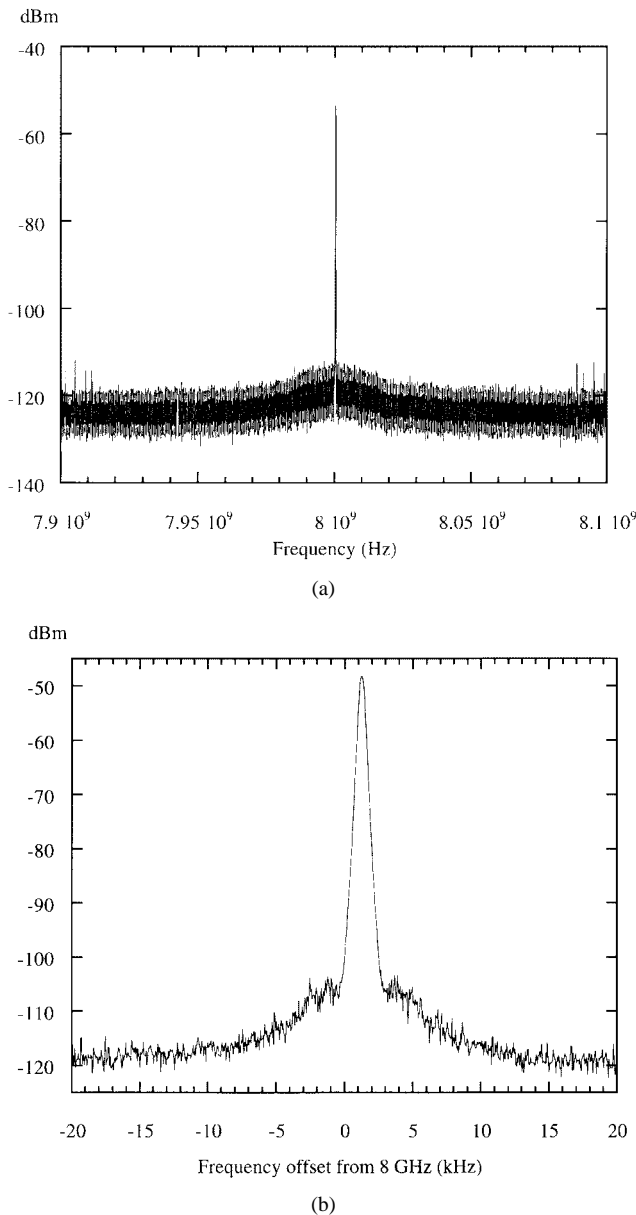 dBm
-40
-60
-80
-100
-120
-140
7.9 10⁹ 7.95 10⁹ 8 10⁹ 8.05 10⁹ 8.1 10⁹
Frequency (Hz)
(a)
dBm
-50
-60
-70
-80
-90
-100
-110
-120
-20 -15 -10 -5 0 5 10 15 20
Frequency offset from 8 GHz (kHz)
(b)